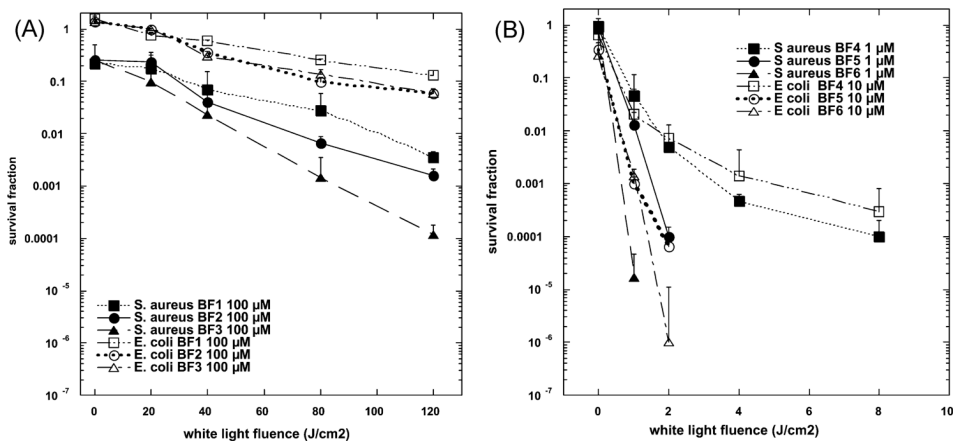 (A)
survival fraction
1
0.1
0.01
0.001
0.0001
10 -5
10 -6
10 -7
S. aureus BF1 100 µM
S. aureus BF2 100 µM
S. aureus BF3 100 µM
E. coli BF1 100 µM
E. coli BF2 100 µM
E. coli BF3 100 µM
0 20 40 60 80 100 120
white light fluence (J/cm2)
(B)
survival fraction
1
0.1
0.01
0.001
0.0001
10 -5
10 -6
10 -7
S aureus BF4 1 µM
S aureus BF5 1 µM
S aureus BF6 1 µM
E coli BF4 10 µM
E coli BF5 10 µM
E coli BF6 10 µM
0 2 4 6 8 10
white light fluence (J/cm2)